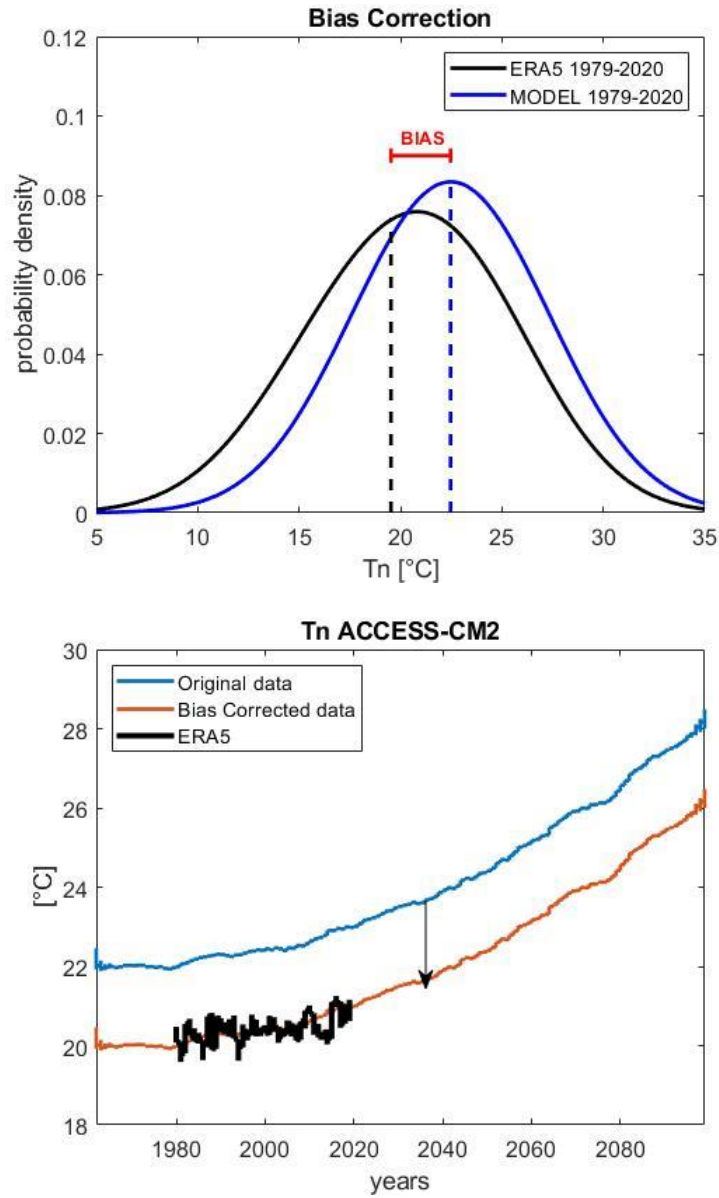 Bias Correction
0.12
0.1
0.08
0.06
0.04
0.02
0
probability density
ERA5 1979-2020
MODEL 1979-2020
BIAS
5 10 15 20 25 30 35
Tn [°C]
Tn ACCESS-CM2
30
28
26
24
22
20
18
[°C]
Original data
Bias Corrected data
ERA5
1980 2000 2020 2040 2060 2080
years